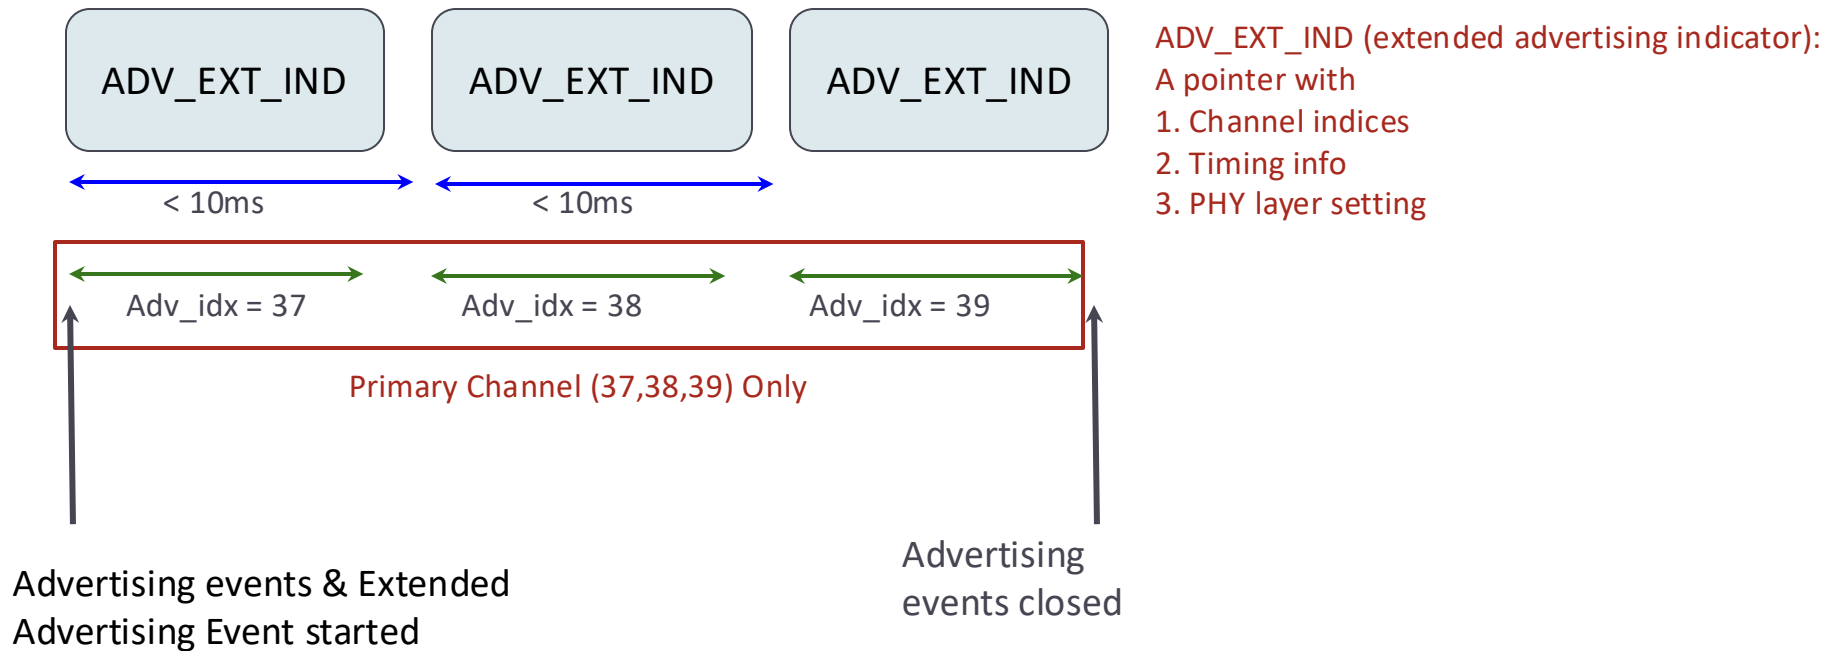 ADV_EXT_IND
ADV_EXT_IND
ADV_EXT_IND
ADV_EXT_IND (extended advertising indicator):
A pointer with
1. Channel indices
2. Timing info
3. PHY layer setting
< 10ms
< 10ms
Adv_idx = 37
Adv_idx = 38
Adv_idx = 39
Primary Channel (37,38,39) Only
Advertising events & Extended
Advertising Event started
Advertising
events closed